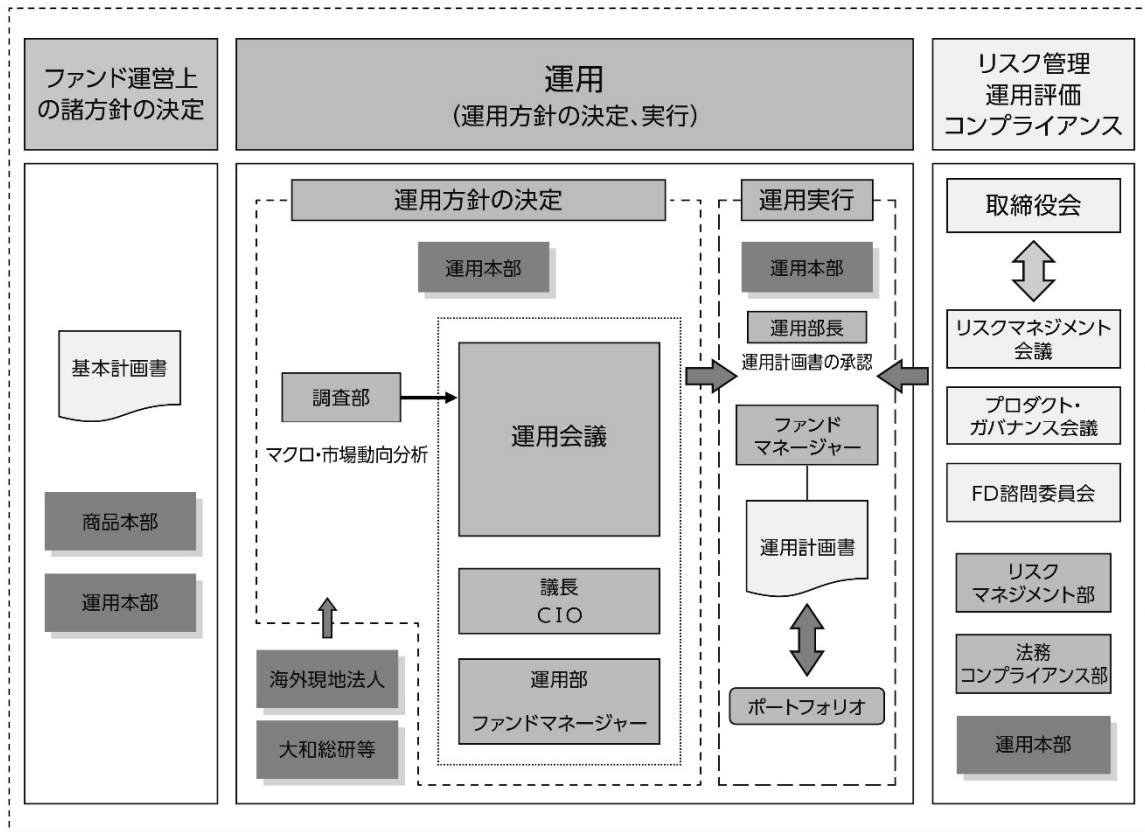 ファンド運営上
の諸方針の決定
基本計画書
商品本部
運用本部
運用
(運用方針の決定、実行)
運用方針の決定
運用本部
調査部
マクロ・市場動向分析
運用会議
議長
CIO
運用部
ファンドマネージャー
海外現地法人
大和総研等
運用実行
運用本部
運用部長
運用計画書の承認
ファンド
マネージャー
運用計画書
ポートフォリオ
リスク管理
運用評価
コンプライアンス
取締役会
リスクマネジメント
会議
プロダクト・
ガバナンス会議
FD諮問委員会
リスク
マネジメント部
法務
コンプライアンス部
運用本部